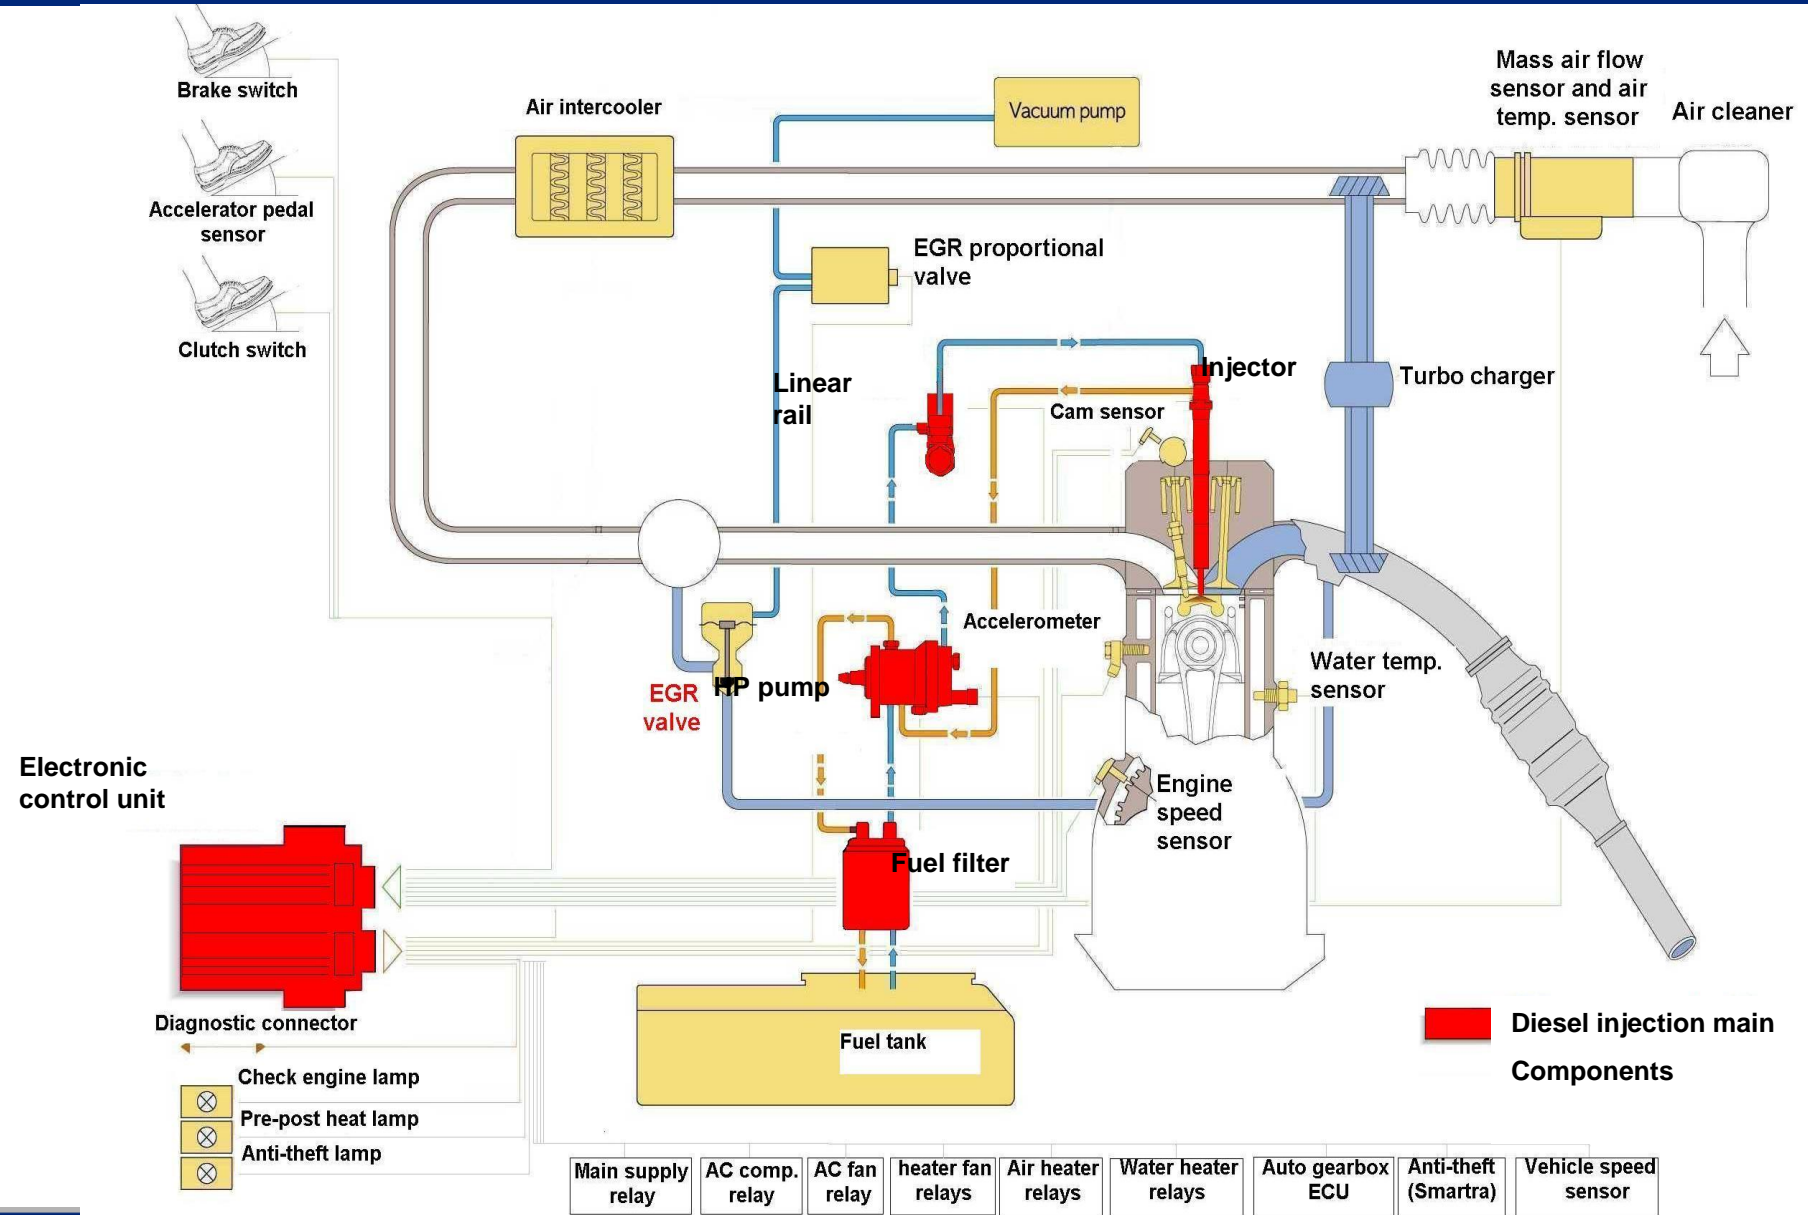 Brake switch
Accelerator pedal
sensor
Clutch switch
Air intercooler
Vacuum pump
Mass air flow
sensor and air
temp. sensor
Air cleaner
EGR proportional
valve
Linear
rail
Injector
Cam sensor
Turbo charger
Accelerometer
HP pump
EGR
valve
Water temp.
sensor
Engine
speed
sensor
Electronic
control unit
Fuel filter
Fuel tank
Diagnostic connector
Check engine lamp
Pre-post heat lamp
Anti-theft lamp
Diesel injection main
Components
Main supply
relay
AC comp.
relay
AC fan
relay
heater fan
relays
Air heater
relays
Water heater
relays
Auto gearbox
ECU
Anti-theft
(Smartra)
Vehicle speed
sensor